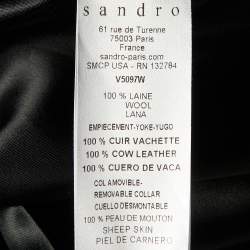 sandro
61 rue de Turenne
75003 Paris
France
sandro-paris.com
SMCP USA - RN 132784
V5097W
100 % LAINE
WOOL
LANA
EMPIECEMENT-YOKE-YUGO
100 % CUIR VACHETTE
100 % COW LEATHER
100 % CUERO DE VACA
COL AMOVIBLE-
REMOVABLE COLLAR
CUELLO DESMONTABLE
100 % PEAU DE MOUTON
SHEEP SKIN
PIEL DE CARNERO